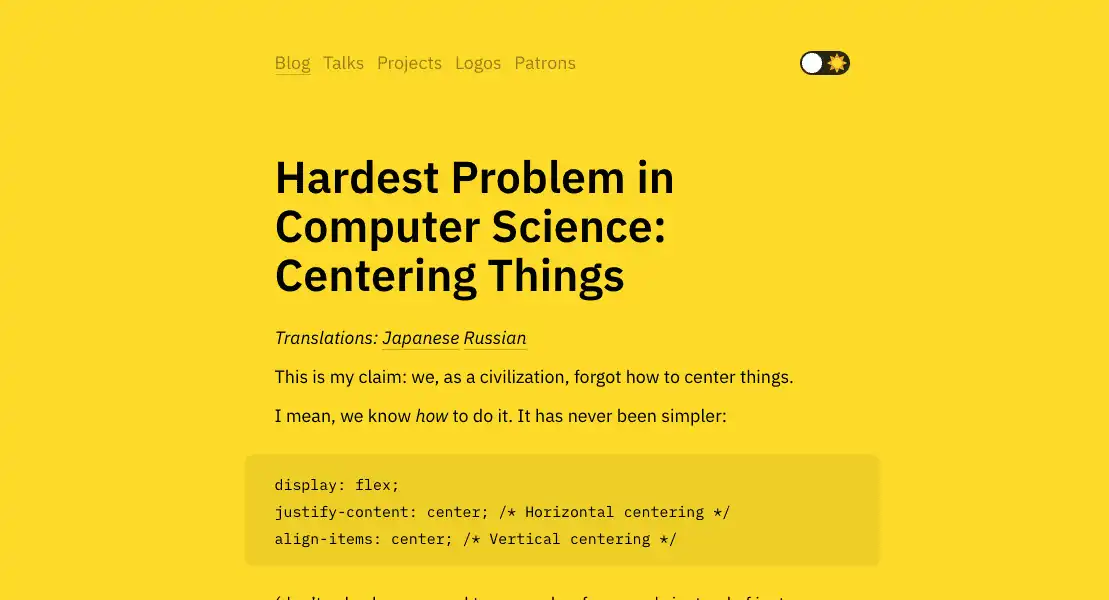 Blog Talks Projects Logos Patrons
Hardest Problem in
Computer Science:
Centering Things
Translations: Japanese Russian
This is my claim: we, as a civilization, forgot how to center things.
I mean, we know how to do it. It has never been simpler:
display: flex;
justify-content: center; /* Horizontal centering */
align-items: center; /* Vertical centering */